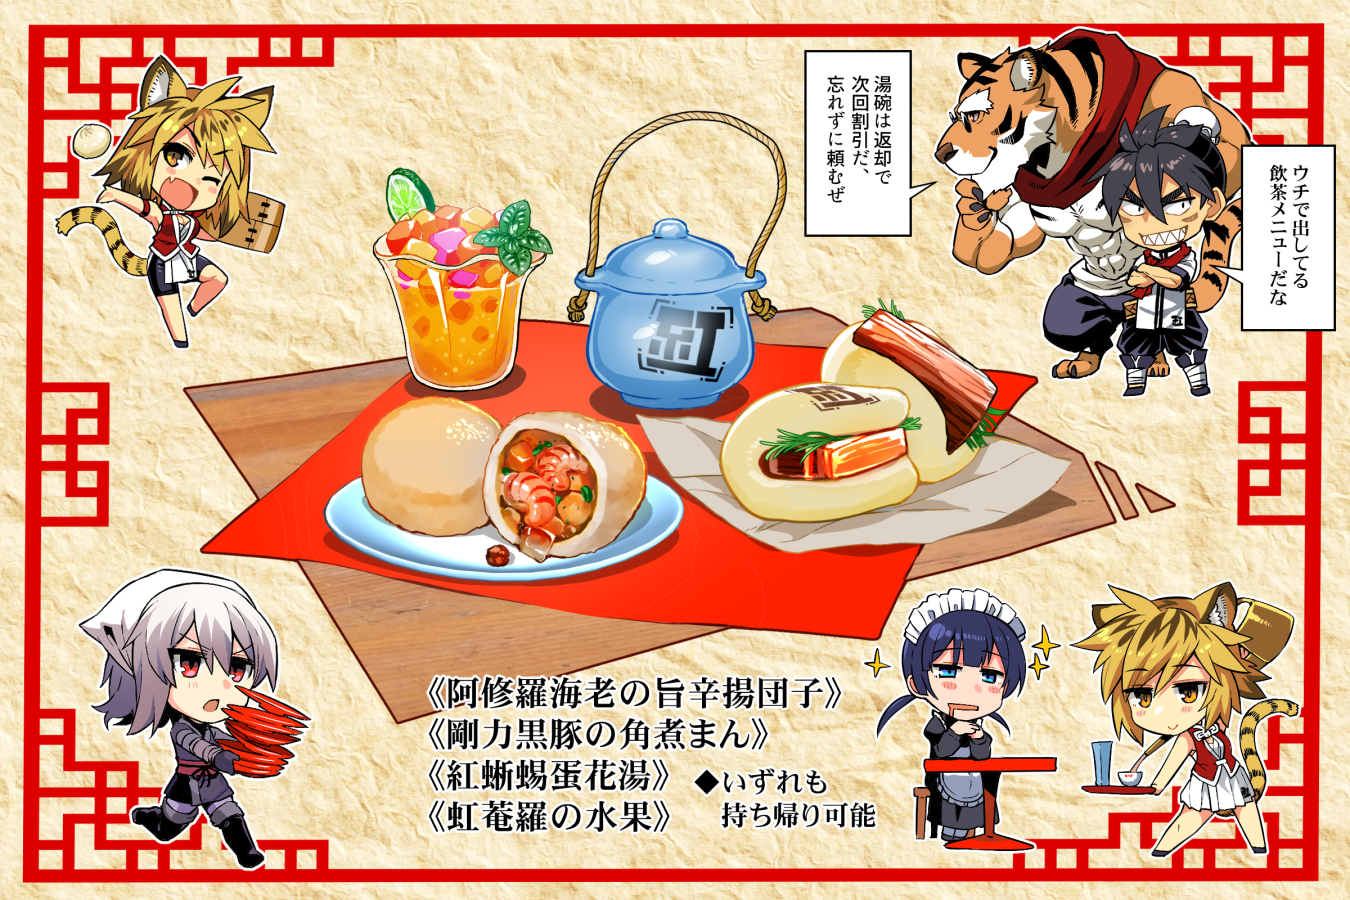 湯碗は返却で
次回割引だ、
忘れずに頼むぜ
ウチで出してる
飲茶メニューだな
紅
紅
《阿修羅海老の旨辛揚団子》
《剛力黒豚の角煮まん》
《紅蜥蜴蛋花湯》
《虹菴羅の水果》
◆いずれも
持ち帰り可能